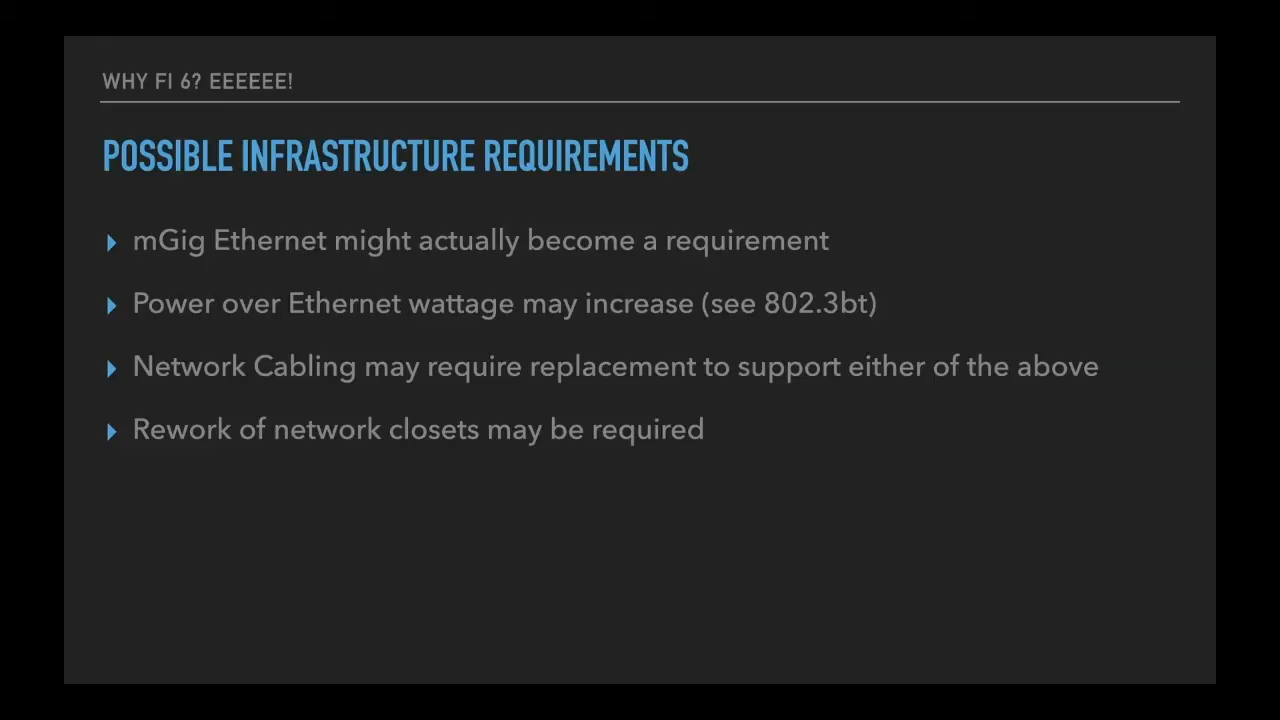 WHY FI 6? EEEEEE!
POSSIBLE INFRASTRUCTURE REQUIREMENTS
mGig Ethernet might actually become a requirement
Power over Ethernet wattage may increase (see 802.3bt)
Network Cabling may require replacement to support either of the above
Rework of network closets may be required